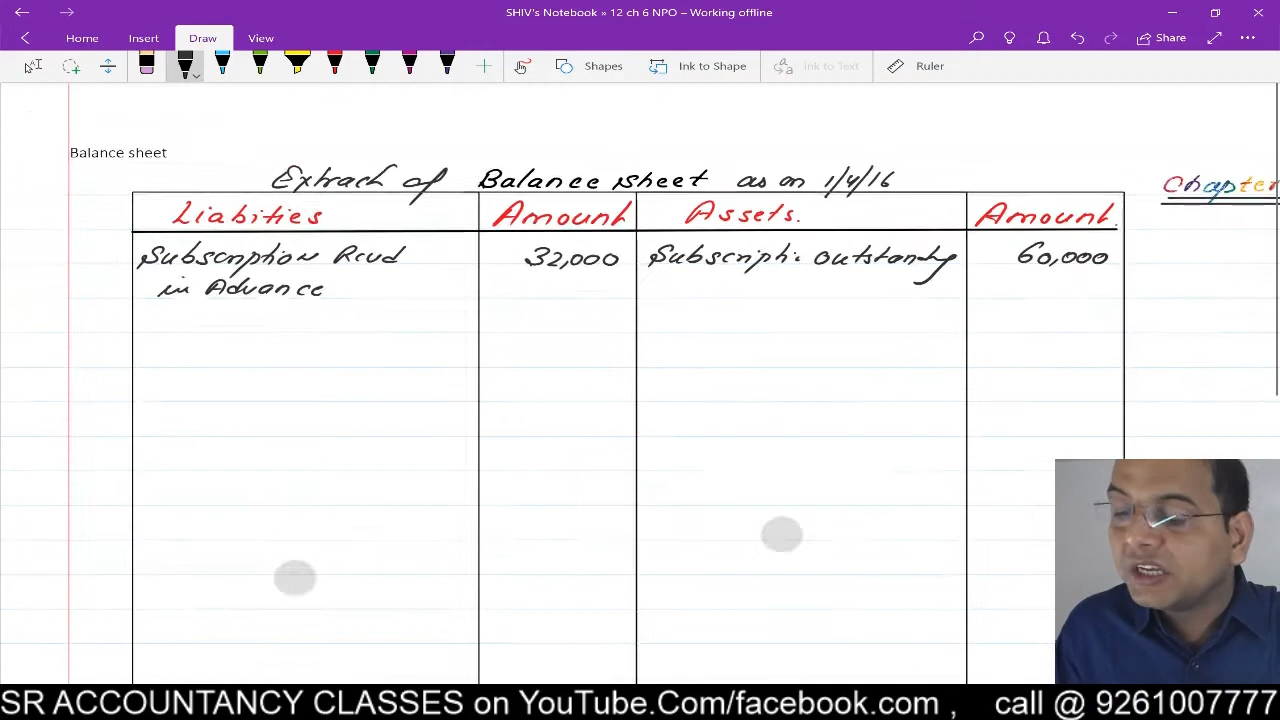 SHIV's Notebook » 12 ch 6 NPO – Working offline
Home Insert Draw View Share
Shapes Ink to Shape Ink to Text Ruler
Balance sheet
Extract of Balance sheet as on 1/4/16
Chapter
Liabities Amount Assets. Amount.
Subscription Rcvd 32,000 Subscripti. outstanding 60,000
in Advance
SR ACCOUNTANCY CLASSES on YouTube.Com/facebook.com , call @ 9261007777